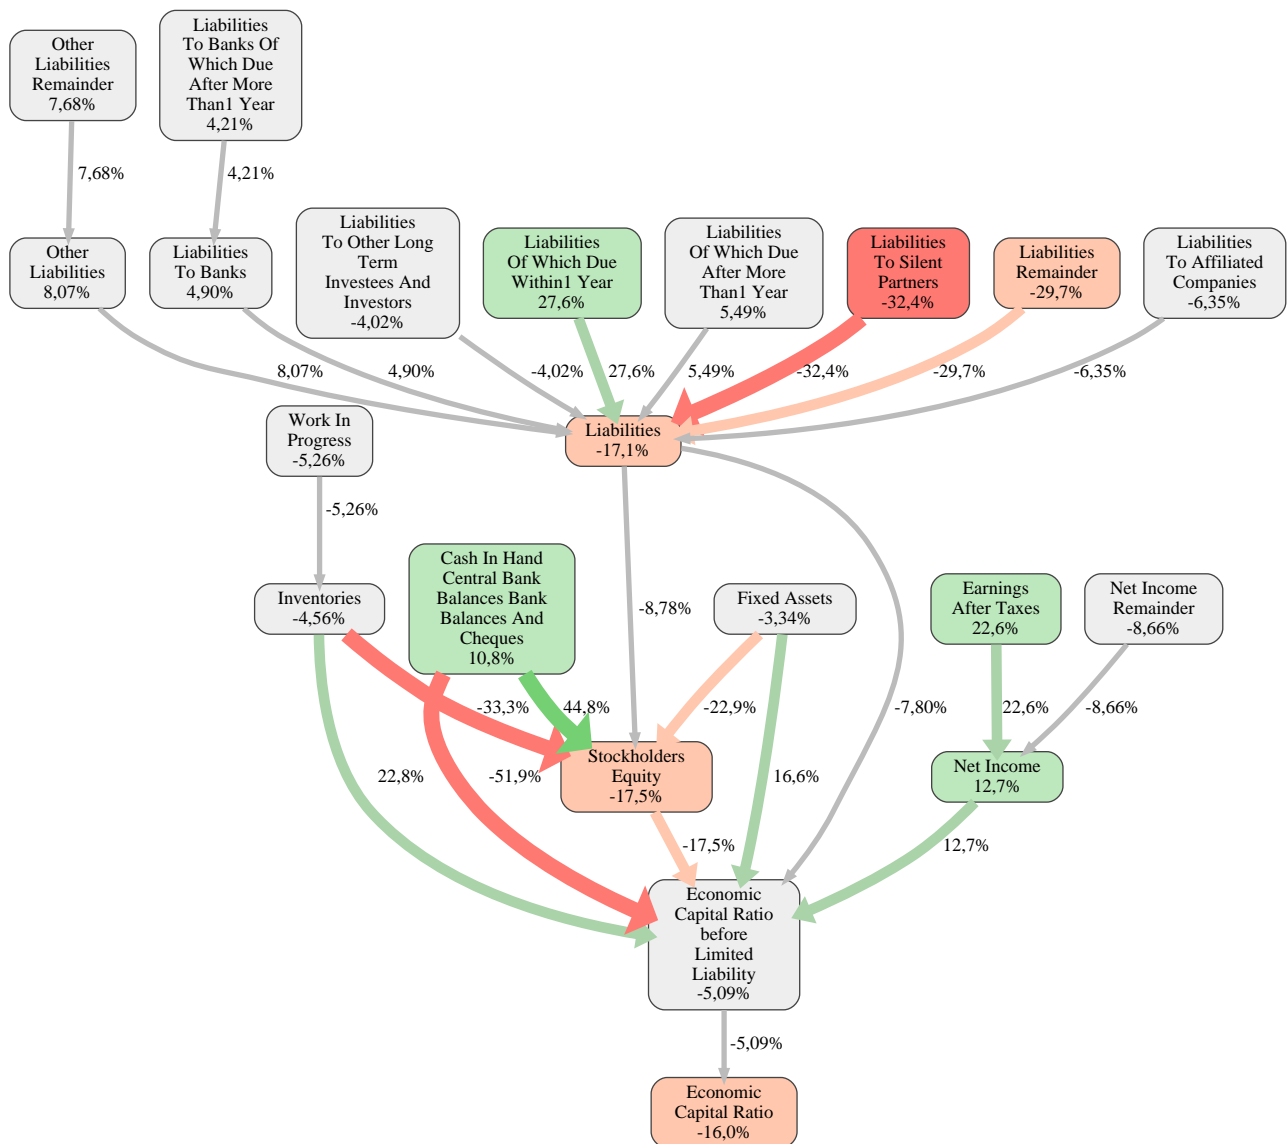 Other
Liabilities
Remainder
7,68%
Liabilities
To Banks Of
Which Due
After More
Than1 Year
4,21%
7,68%
4,21%
Other
Liabilities
8,07%
Liabilities
To Banks
4,90%
Liabilities
To Other Long
Term
Investees And
Investors
-4,02%
Liabilities
Of Which Due
Within1 Year
27,6%
Liabilities
Of Which Due
After More
Than1 Year
5,49%
Liabilities
To Silent
Partners
-32,4%
Liabilities
Remainder
-29,7%
Liabilities
To Affiliated
Companies
-6,35%
8,07%
4,90%
-4,02%
27,6%
5,49%
-32,4%
-29,7%
-6,35%
Work In
Progress
-5,26%
Liabilities
-17,1%
-5,26%
Inventories
-4,56%
Cash In Hand
Central Bank
Balances Bank
Balances And
Cheques
10,8%
-8,78%
Fixed Assets
-3,34%
Earnings
After Taxes
22,6%
Net Income
Remainder
-8,66%
-33,3%
44,8%
-22,9%
-7,80%
22,6%
-8,66%
22,8%
-51,9%
Stockholders
Equity
-17,5%
16,6%
Net Income
12,7%
-17,5%
12,7%
Economic
Capital Ratio
before
Limited
Liability
-5,09%
-5,09%
Economic
Capital Ratio
-16,0%